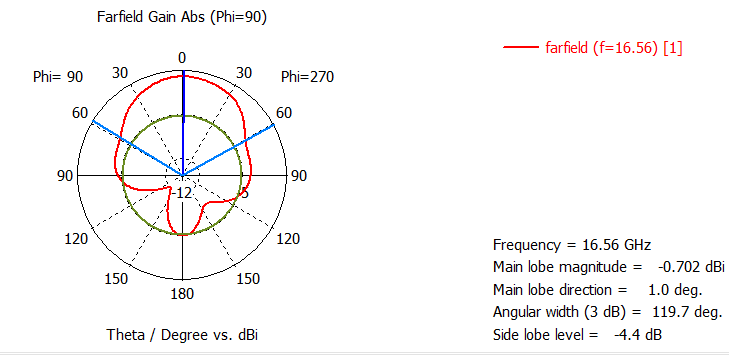 Farfield Gain Abs (Phi=90)
farfield (f=16.56) [1]
0
Phi= 90 30 30 Phi=270
60 60
90 -12 -5 90
120 120
150 150
180
Frequency = 16.56 GHz
Main lobe magnitude = -0.702 dBi
Main lobe direction = 1.0 deg.
Angular width (3 dB) = 119.7 deg.
Side lobe level = -4.4 dB
Theta / Degree vs. dBi